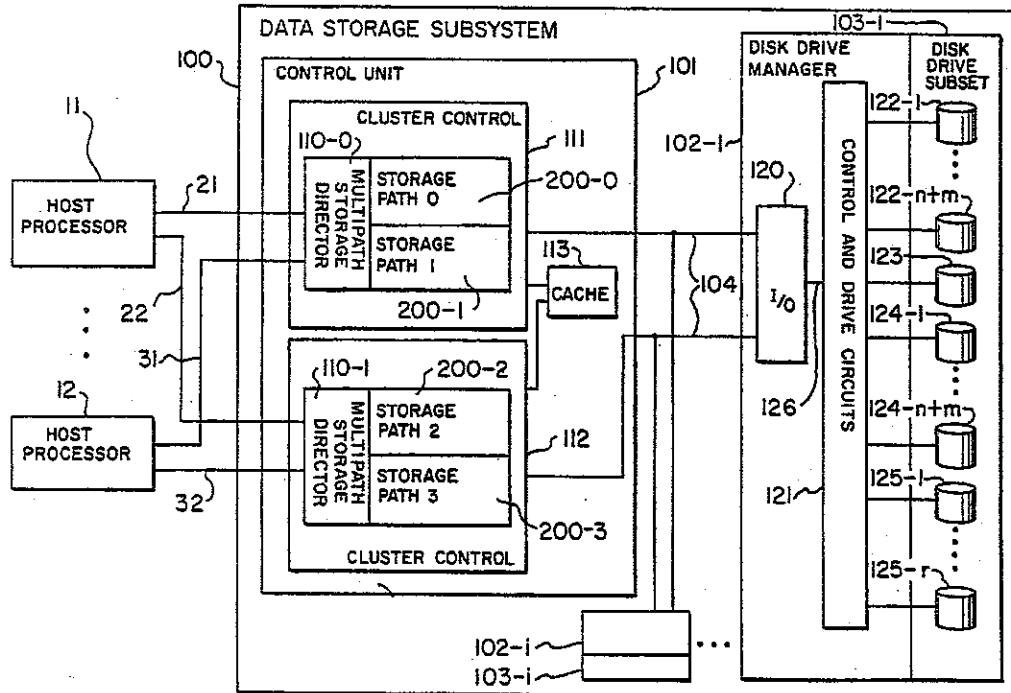 DATA STORAGE SUBSYSTEM
103-1
100
CONTROL UNIT
101
DISK DRIVE
MANAGER
DISK
DRIVE
SUBSET
CLUSTER CONTROL
110-0
111
MULTIPATH
STORAGE
DIRECTOR
STORAGE
PATH 0
200-0
STORAGE
PATH 1
200-1
11
HOST
PROCESSOR
21
22
31
12
HOST
PROCESSOR
32
113
CACHE
104
110-1
MULTIPATH
STORAGE
DIRECTOR
200-2
STORAGE
PATH 2
112
STORAGE
PATH 3
200-3
CLUSTER CONTROL
102-1
120
I/O
126
CONTROL AND DRIVE CIRCUITS
121
122-1
122-n+m
123
124-1
124-n+m
125-1
125-r
102-i
103-i